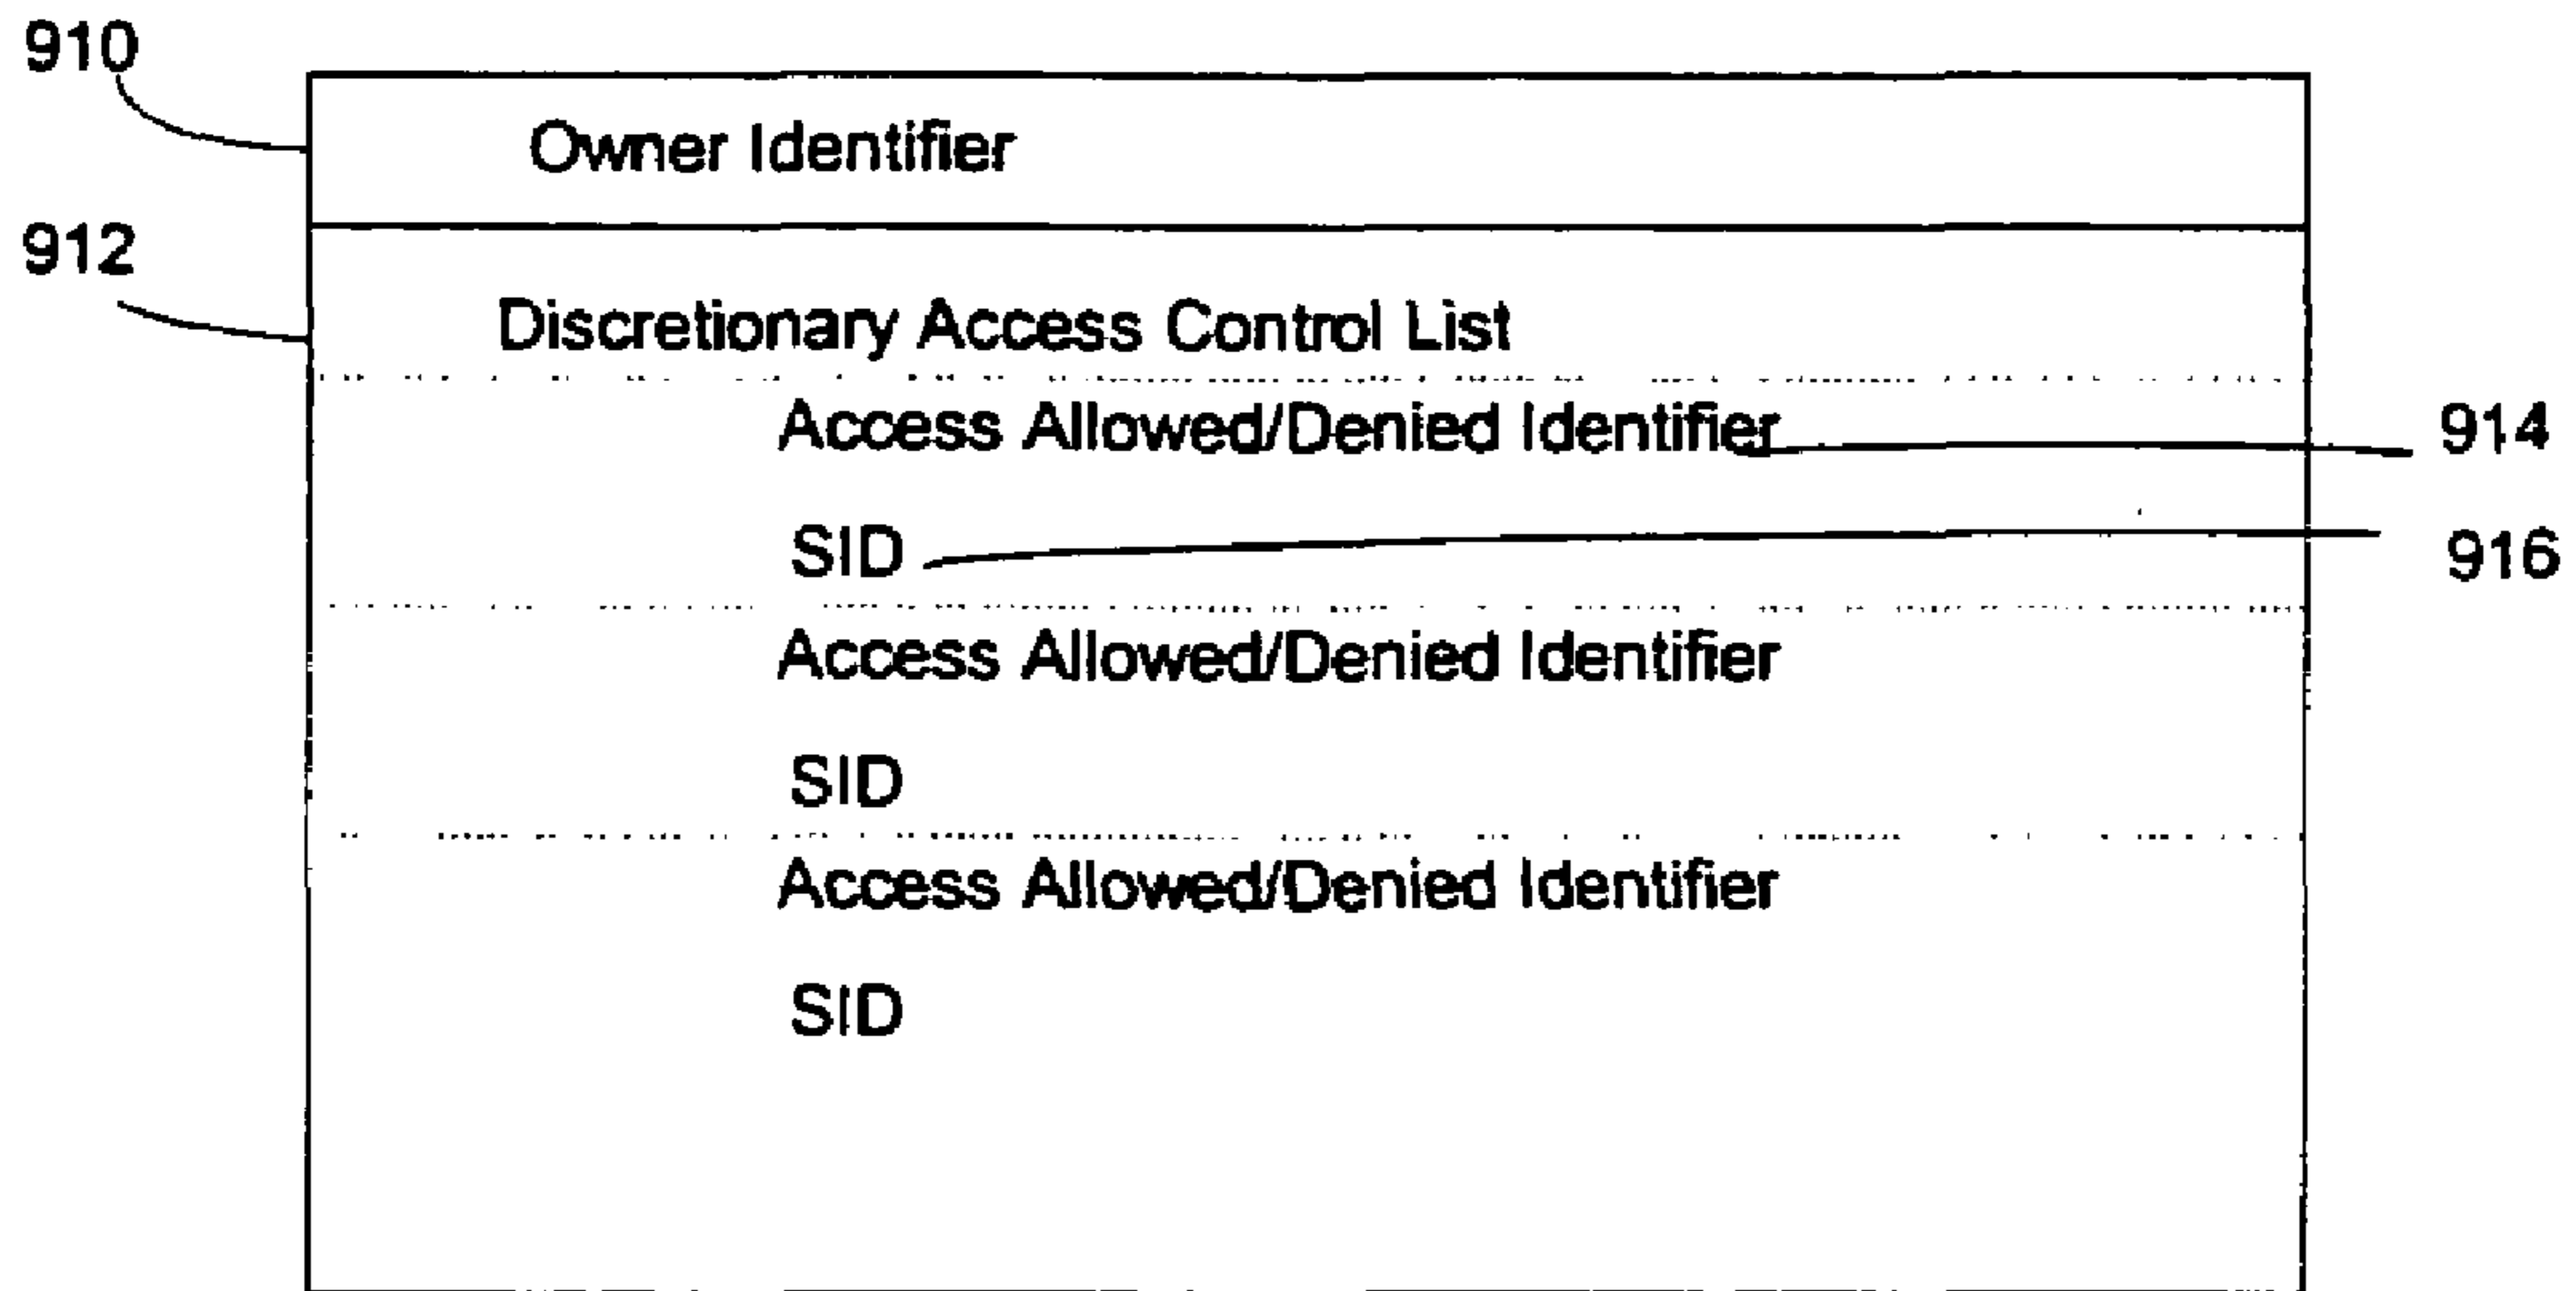 910
Owner Identifier
912
Discretionary Access Control List
Access Allowed/Denied Identifier
914
SID
916
Access Allowed/Denied Identifier
SID
Access Allowed/Denied Identifier
SID